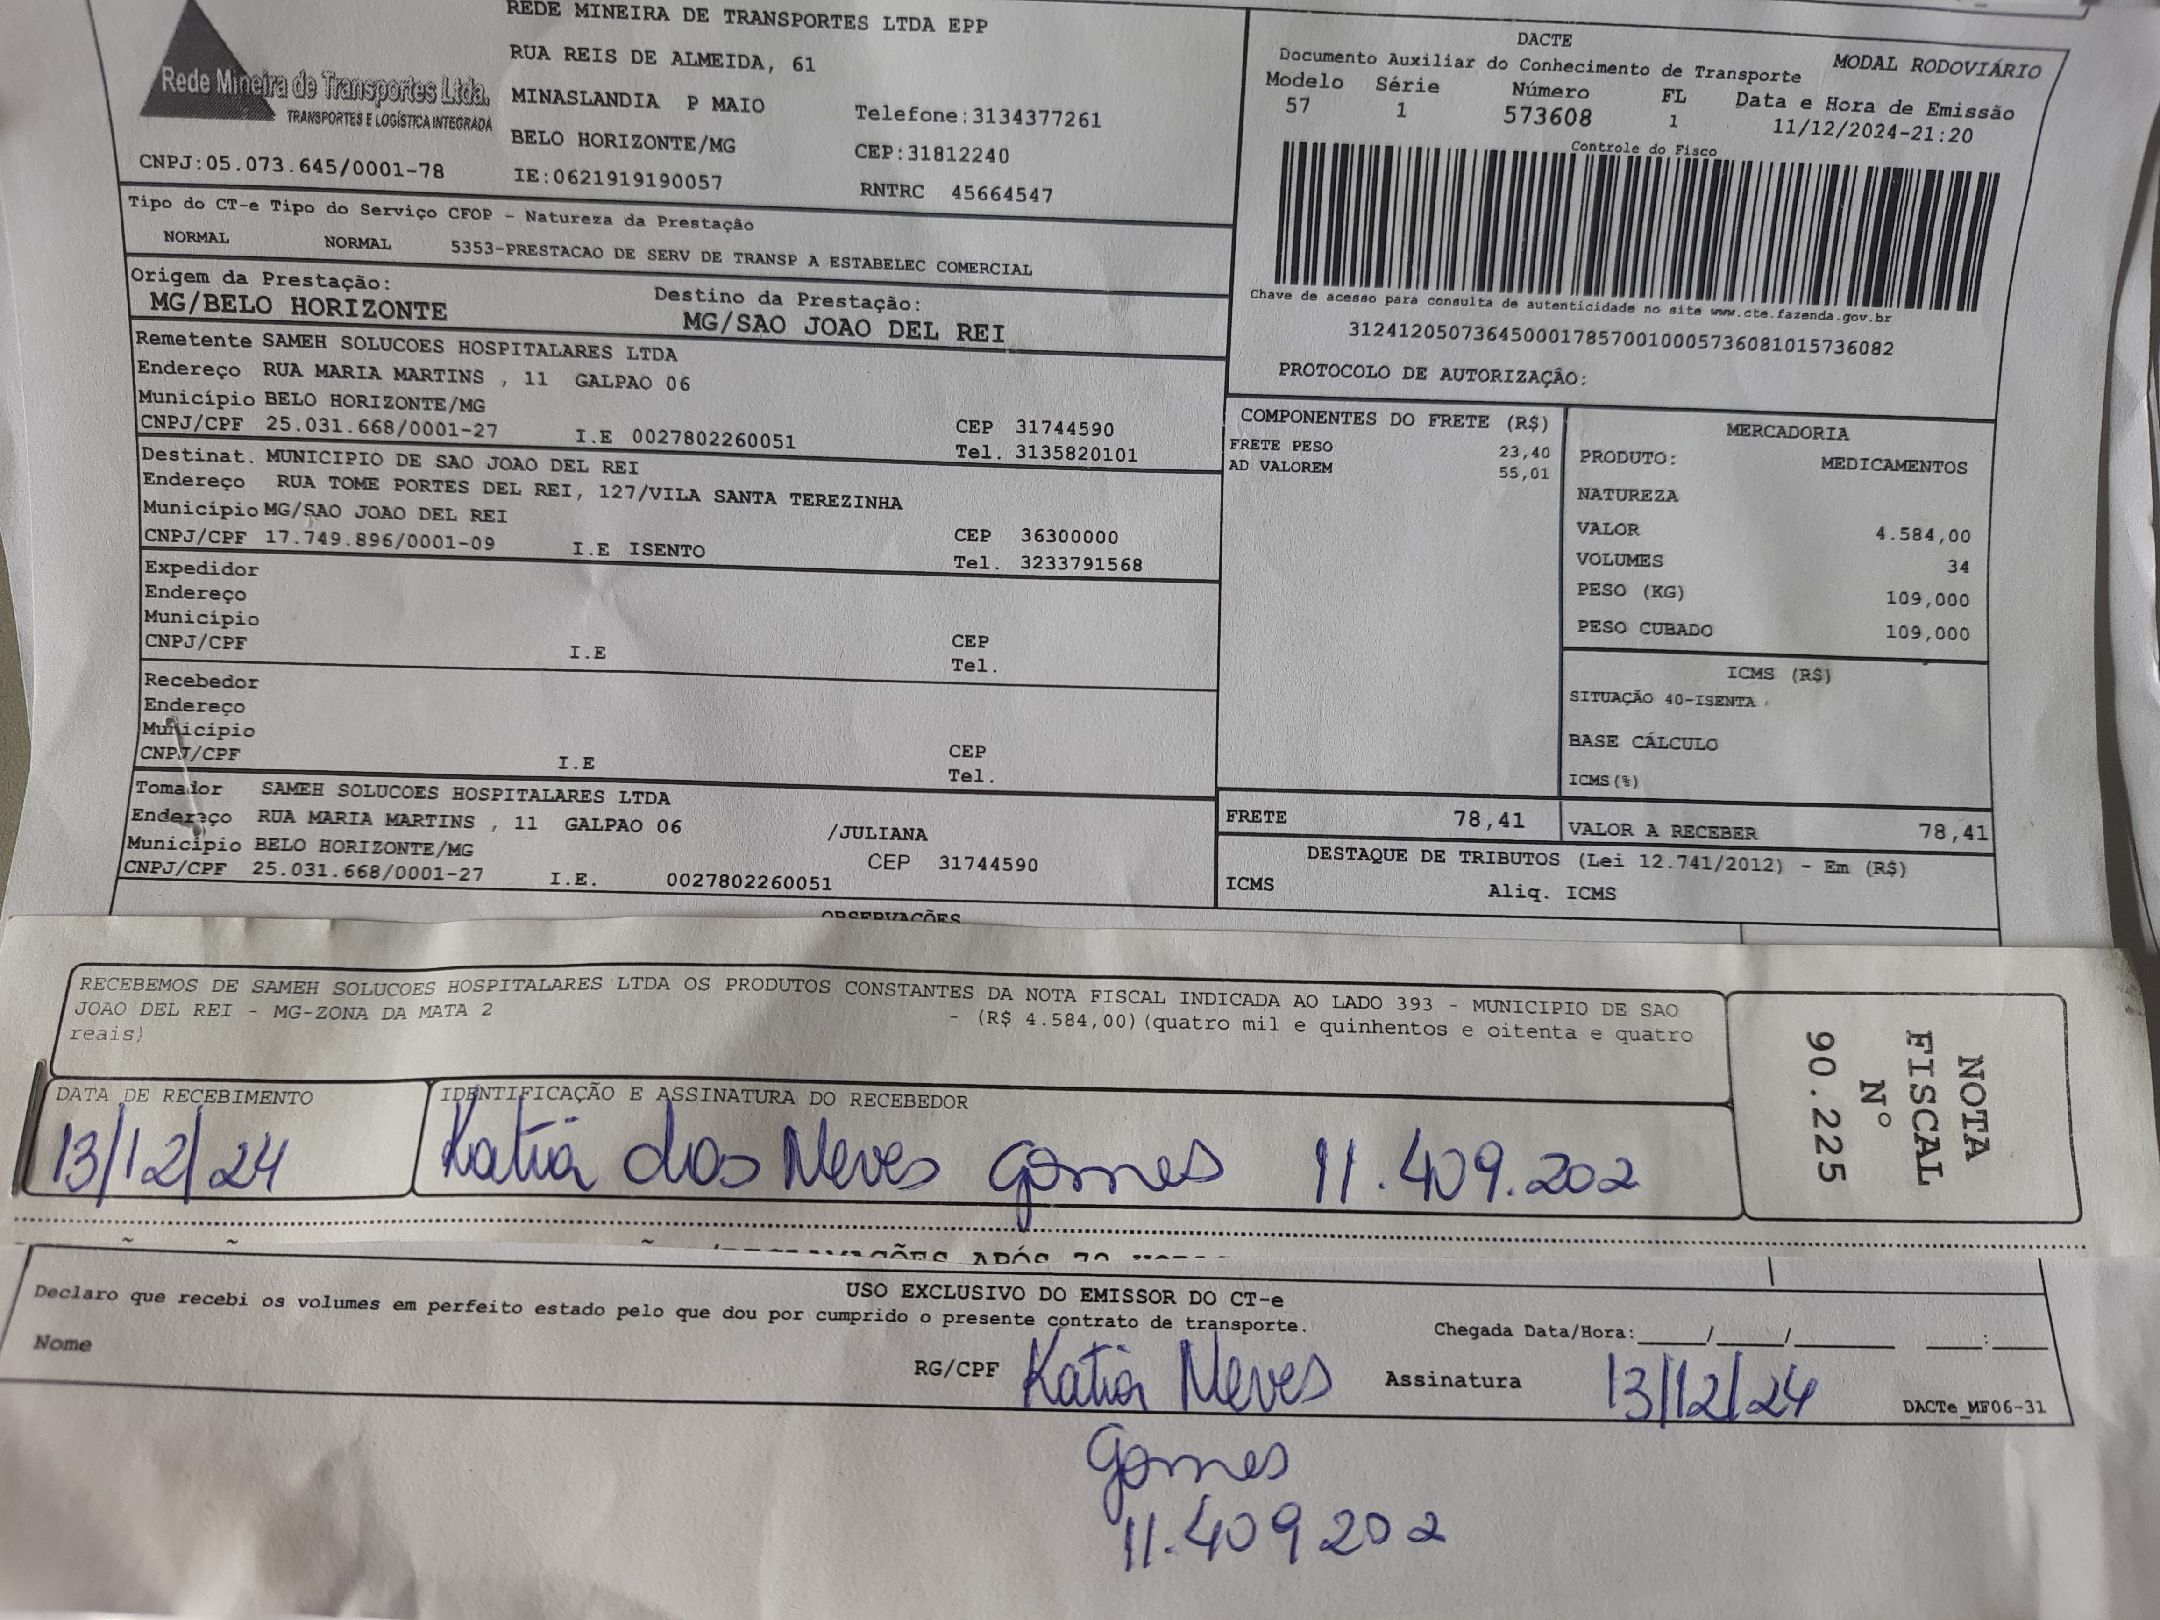 REDE MINEIRA DE TRANSPORTES LTDA EPP
RUA REIS DE ALMEIDA, 61
MINASLANDIA P MAIO Telefone:3134377261
BELO HORIZONTE/MG CEP:31812240
IE:0621919190057 RNTRC 45664547
Rede Mineira de Transportes Ltda.
TRANSPORTES E LOGÍSTICA INTEGRADA
CNPJ:05.073.645/0001-78
DACTE
Documento Auxiliar do Conhecimento de Transporte MODAL RODOVIÁRIO
Modelo Série Número FL Data e Hora de Emissão
57 1 573608 1 11/12/2024-21:20
Controle do Fisco
Chave de acesso para consulta de autenticidade no site www.cte.fazenda.gov.br
31241205073645000178570010005736081015736082
PROTOCOLO DE AUTORIZAÇÃO:
Tipo do CT-e Tipo do Serviço CFOP - Natureza da Prestação
NORMAL NORMAL 5353-PRESTACAO DE SERV DE TRANSP A ESTABELEC COMERCIAL
Origem da Prestação: Destino da Prestação:
MG/BELO HORIZONTE MG/SAO JOAO DEL REI
Remetente SAMEH SOLUCOES HOSPITALARES LTDA
Endereço RUA MARIA MARTINS , 11 GALPAO 06
Município BELO HORIZONTE/MG CEP 31744590
CNPJ/CPF 25.031.668/0001-27 I.E 0027802260051 Tel. 3135820101
Destinat. MUNICIPIO DE SAO JOAO DEL REI
Endereço RUA TOME PORTES DEL REI, 127/VILA SANTA TEREZINHA
Município MG/SAO JOAO DEL REI CEP 36300000
CNPJ/CPF 17.749.896/0001-09 I.E ISENTO Tel. 3233791568
Expedidor
Endereço
Município
CNPJ/CPF I.E CEP
Tel.
Recebedor
Endereço
Município
CNPJ/CPF I.E CEP
Tel.
Tomador SAMEH SOLUCOES HOSPITALARES LTDA
Endereço RUA MARIA MARTINS , 11 GALPAO 06 /JULIANA
Município BELO HORIZONTE/MG CEP 31744590
CNPJ/CPF 25.031.668/0001-27 I.E. 0027802260051
COMPONENTES DO FRETE (R$)
FRETE PESO 23,40
AD VALOREM 55,01
MERCADORIA
PRODUTO: MEDICAMENTOS
NATUREZA
VALOR 4.584,00
VOLUMES 34
PESO (KG) 109,000
PESO CUBADO 109,000
ICMS (R$)
SITUAÇÃO 40-ISENTA
BASE CÁLCULO
ICMS(%)
FRETE 78,41 VALOR A RECEBER 78,41
DESTAQUE DE TRIBUTOS (Lei 12.741/2012) - Em (R$)
ICMS Aliq. ICMS
OBSERVAÇÕES
RECEBEMOS DE SAMEH SOLUCOES HOSPITALARES LTDA OS PRODUTOS CONSTANTES DA NOTA FISCAL INDICADA AO LADO 393 - MUNICIPIO DE SAO
JOAO DEL REI - MG-ZONA DA MATA 2 - (R$ 4.584,00)(quatro mil e quinhentos e oitenta e quatro
reais)
DATA DE RECEBIMENTO IDENTIFICAÇÃO E ASSINATURA DO RECEBEDOR
13/12/24 Katia dos Neves Gomes 11.409.202
NOTA
FISCAL
Nº
90.225
APÓS 72
USO EXCLUSIVO DO EMISSOR DO CT-e
Declaro que recebi os volumes em perfeito estado pelo que dou por cumprido o presente contrato de transporte.
Chegada Data/Hora:____/____/______ ___:___
Nome RG/CPF Katia Neves Assinatura 13/12/24 DACTe_MF06-31
Gomes
11.409202